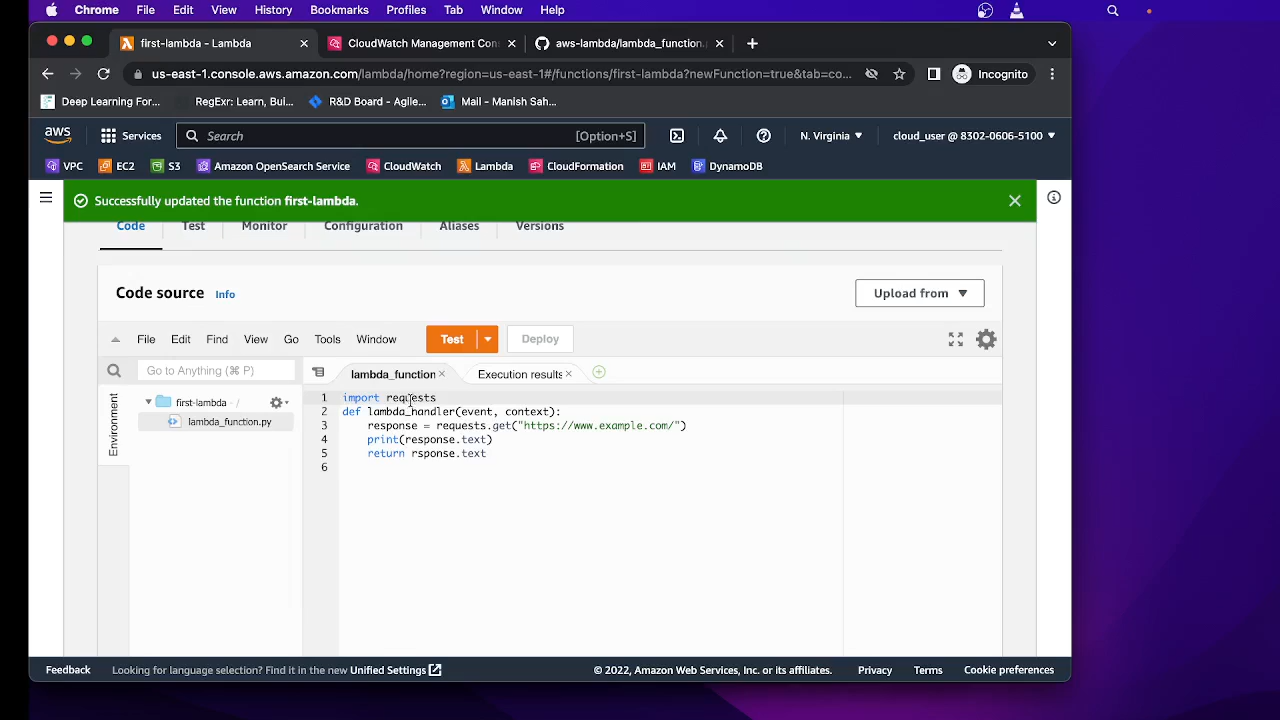 Chrome File Edit View History Bookmarks Profiles Tab Window Help
first-lambda - Lambda
CloudWatch Management Con
aws-lambda/lambda_function.
us-east-1.console.aws.amazon.com/lambda/home?region=us-east-1#/functions/first-lambda?newFunction=true&tab=co...
Incognito
Deep Learning For...
RegExr: Learn, Bui...
R&D Board - Agile...
Mail - Manish Sah...
aws
Services
Search
[Option+S]
N. Virginia
cloud_user @ 8302-0606-5100
VPC
EC2
S3
Amazon OpenSearch Service
CloudWatch
Lambda
CloudFormation
IAM
DynamoDB
Successfully updated the function first-lambda.
Code
Test
Monitor
Configuration
Aliases
Versions
Code source
Info
Upload from
File Edit Find View Go Tools Window
Test
Deploy
Go to Anything (⌘ P)
lambda_function
Execution results
Environment
first-lambda - /
lambda_function.py
1 import requests
2 def lambda_handler(event, context):
3 response = requests.get("https://www.example.com/")
4 print(response.text)
5 return rsponse.text
6
Feedback
Looking for language selection? Find it in the new Unified Settings
© 2022, Amazon Web Services, Inc. or its affiliates.
Privacy
Terms
Cookie preferences